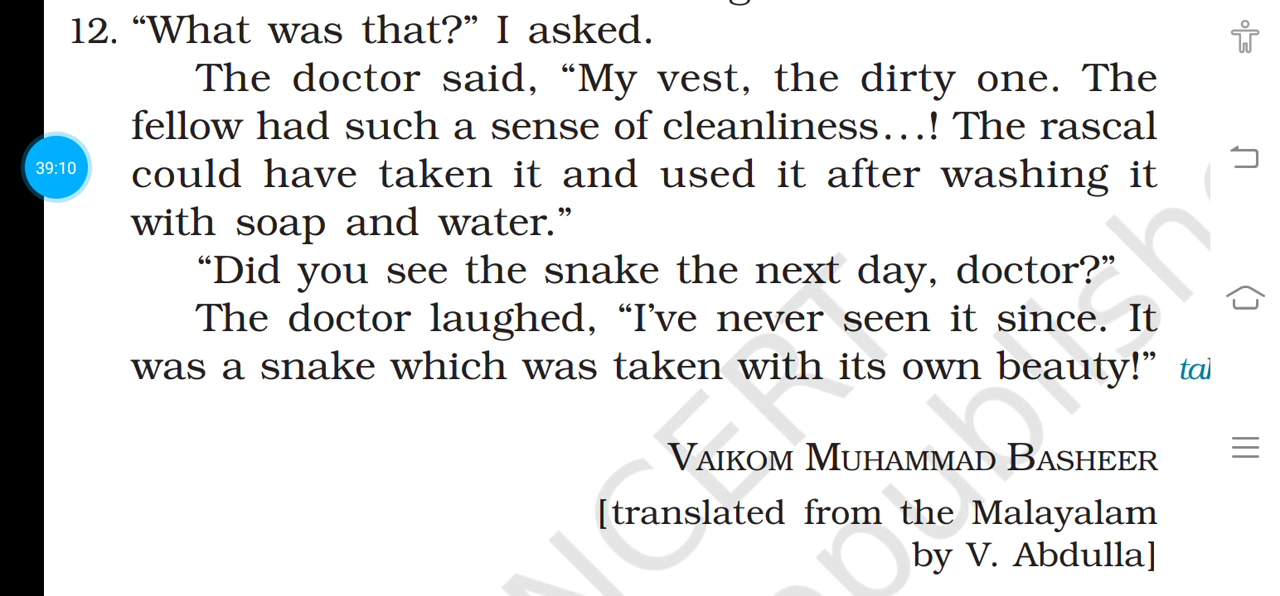 12. “What was that?” I asked.
The doctor said, “My vest, the dirty one. The
fellow had such a sense of cleanliness...! The rascal
could have taken it and used it after washing it
with soap and water.”
39:10
“Did you see the snake the next day, doctor?”
The doctor laughed, “I’ve never seen it since. It
was a snake which was taken with its own beauty!”
VAIKOM MUHAMMAD BASHEER
[translated from the Malayalam
by V. Abdulla]
NCERT